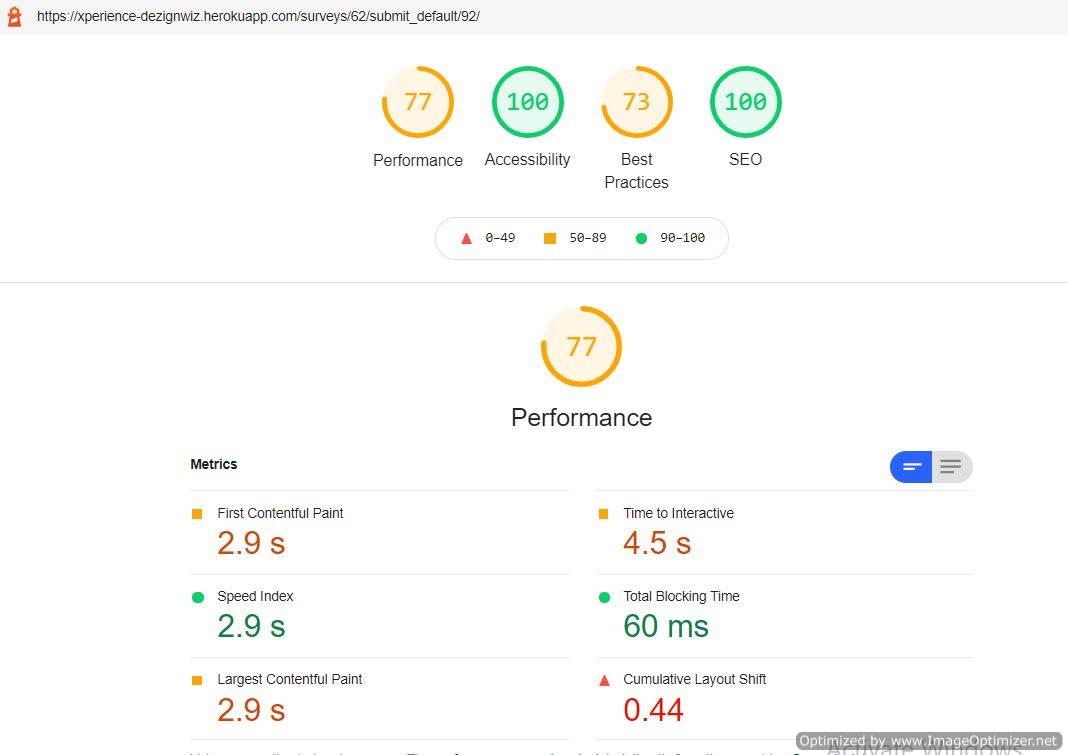 https://xperience-dezignwiz.herokuapp.com/surveys/62/submit_default/92/
77 100 73 100
Performance Accessibility Best Practices SEO
0–49 50–89 90–100
77
Performance
Metrics
First Contentful Paint
2.9 s
Time to Interactive
4.5 s
Speed Index
2.9 s
Total Blocking Time
60 ms
Largest Contentful Paint
2.9 s
Cumulative Layout Shift
0.44
Activate Windows
Optimized by www.ImageOptimizer.net